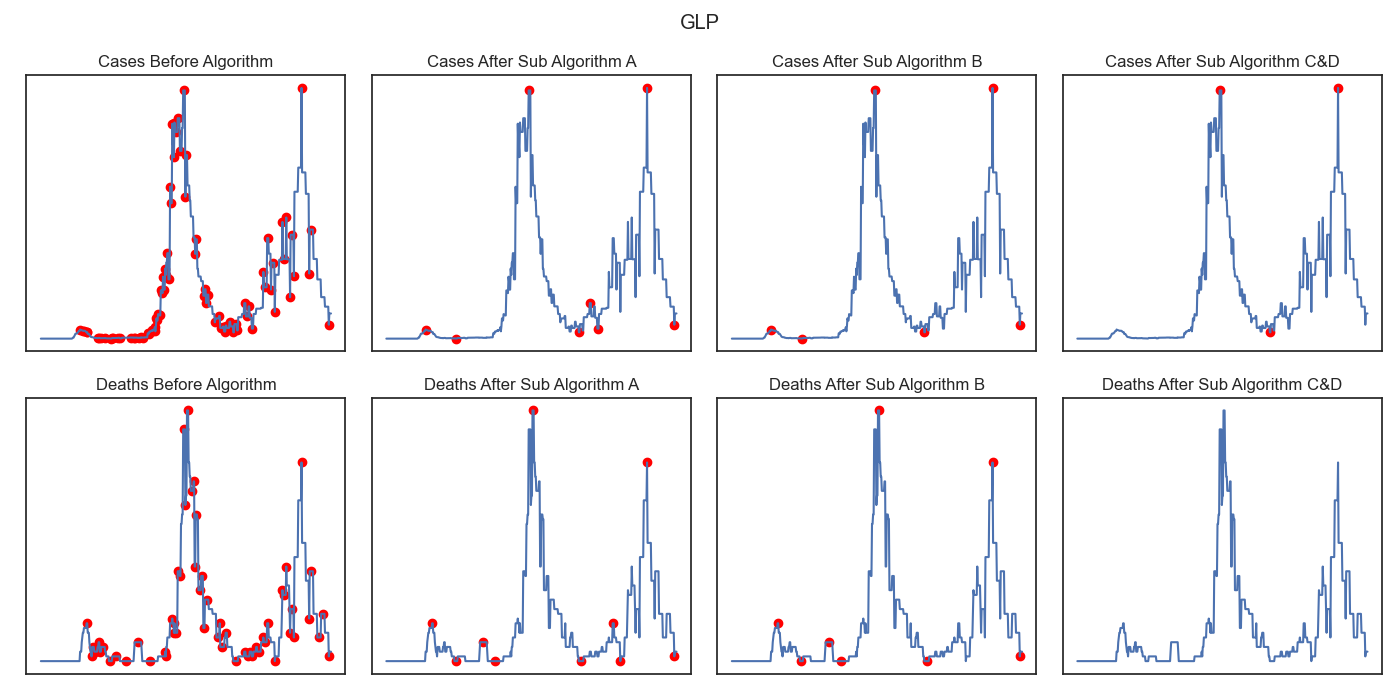 GLP
Cases Before Algorithm
Cases After Sub Algorithm A
Cases After Sub Algorithm B
Cases After Sub Algorithm C&D
Deaths Before Algorithm
Deaths After Sub Algorithm A
Deaths After Sub Algorithm B
Deaths After Sub Algorithm C&D